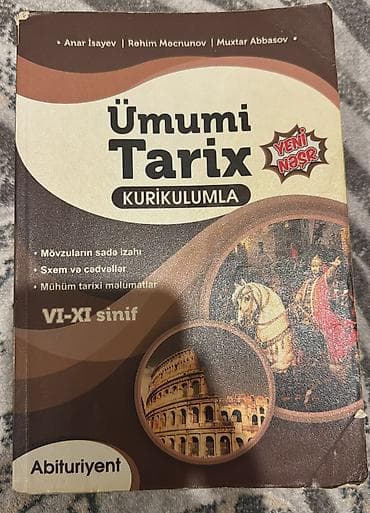 • Anar İsayev | Rəhim Məcnunov | Muxtar Abbasov •
Ümumi
Tarix
YENİ
NƏŞR
KURİKULUMLA
• Mövzuların sadə izahı
• Sxem və cədvəllər
• Mühüm tarixi məlumatlar
VI-XI sinif
Abituriyent